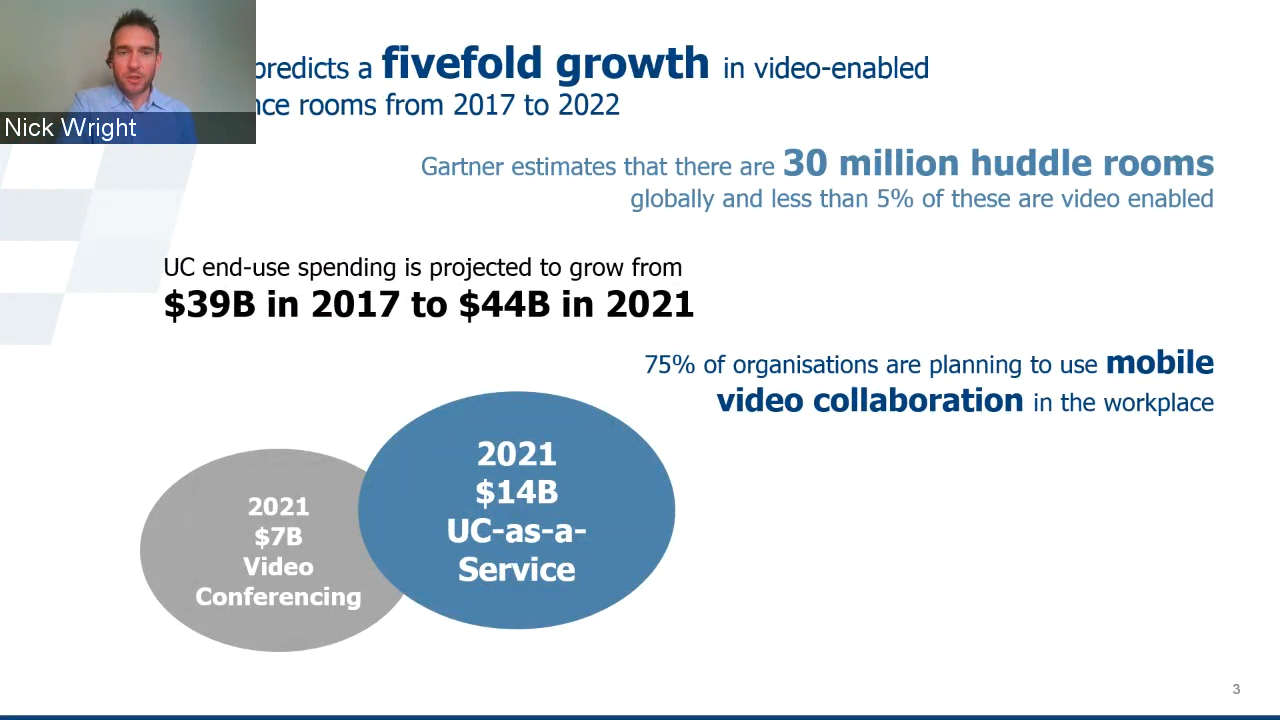 Nick Wright
predicts a fivefold growth in video-enabled
rooms from 2017 to 2022
Gartner estimates that there are 30 million huddle rooms
globally and less than 5% of these are video enabled
UC end-use spending is projected to grow from
$39B in 2017 to $44B in 2021
75% of organisations are planning to use mobile
video collaboration in the workplace
2021
$7B
Video
Conferencing
2021
$14B
UC-as-a-
Service
3